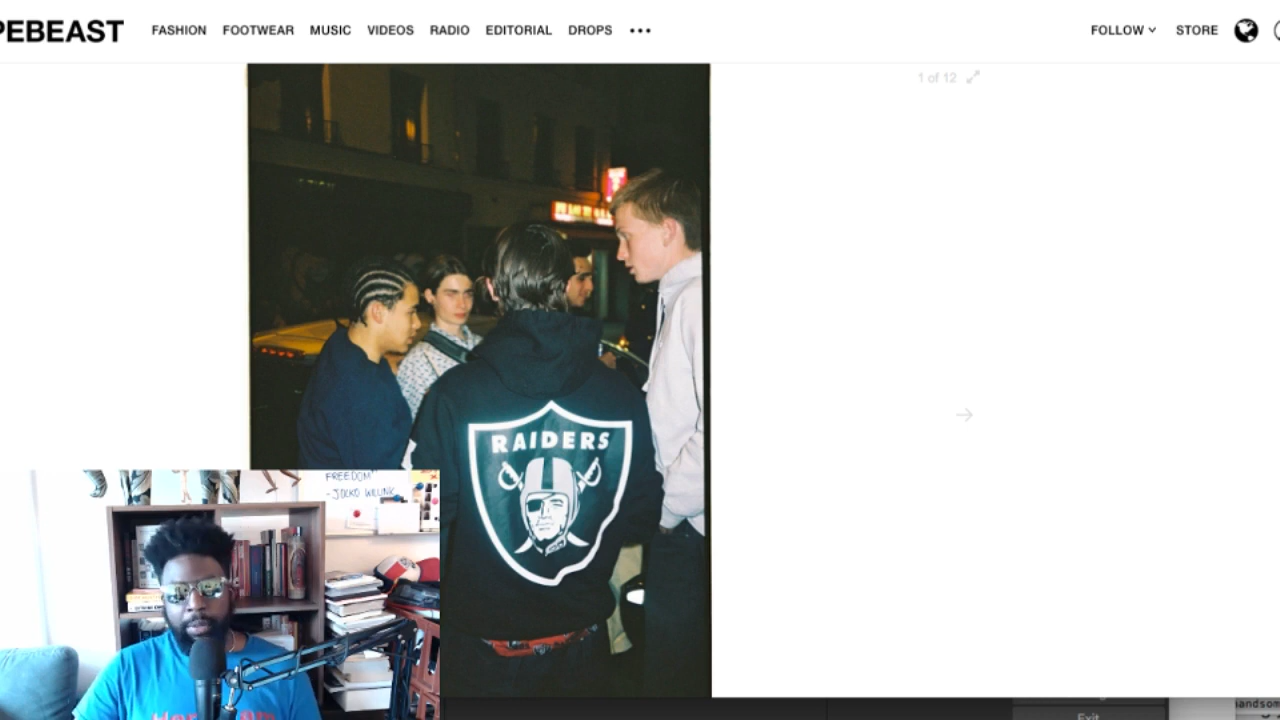 PEBEAST
FASHION FOOTWEAR MUSIC VIDEOS RADIO EDITORIAL DROPS •••
FOLLOW STORE
1 of 12
RAIDERS
FREEDOM"
-JOCKO WILLINK
Exit